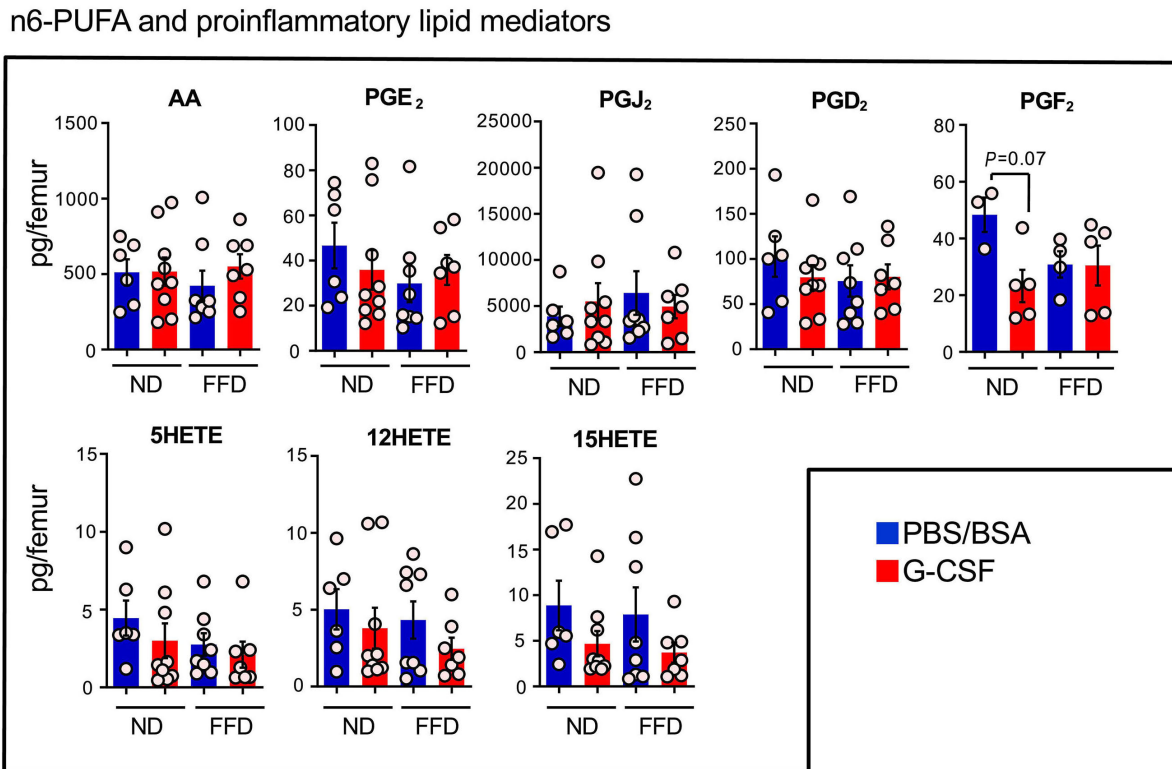 n6-PUFA and proinflammatory lipid mediators
AA PGE2 PGJ2 PGD2 PGF2
pg/femur
1500
1000
500
0
ND FFD
100
80
60
40
20
0
ND FFD
25000
20000
15000
10000
5000
0
ND FFD
250
200
150
100
50
0
ND FFD
80
60
40
20
0
P=0.07
ND FFD
5HETE 12HETE 15HETE
pg/femur
15
10
5
0
ND FFD
15
10
5
0
ND FFD
25
20
15
10
5
0
ND FFD
PBS/BSA
G-CSF